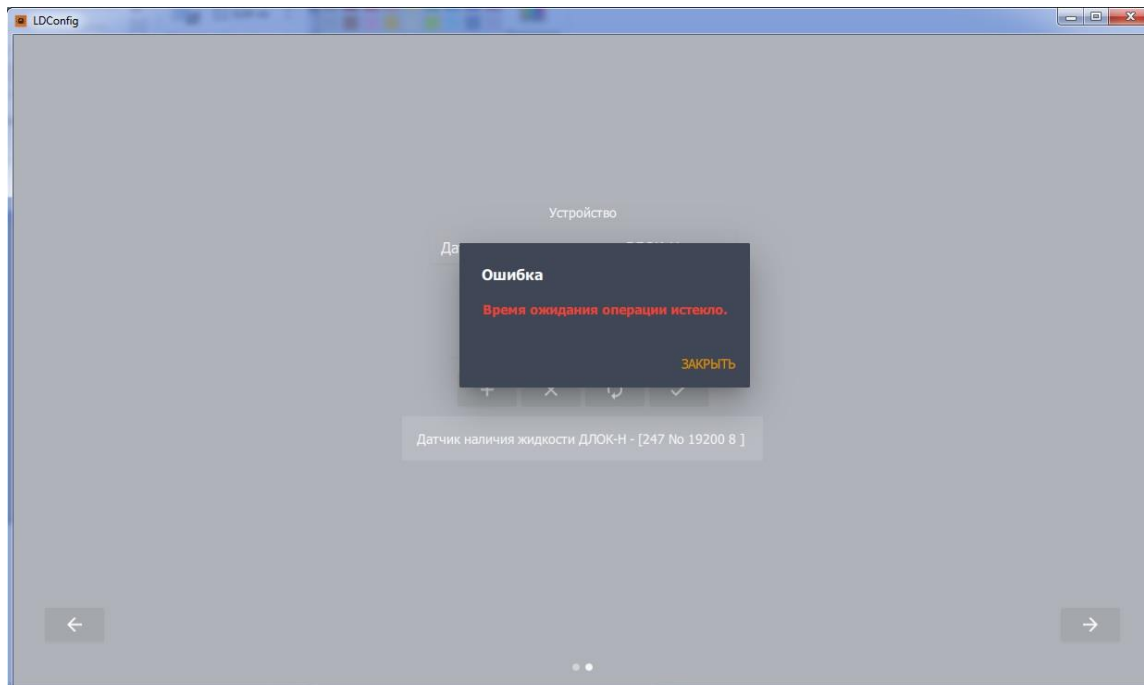 LDConfig
Устройство
Ошибка
Время ожидания операции истекло.
ЗАКРЫТЬ
Датчик наличия жидкости ДЛОК-Н - [247 No 19200 8 ]